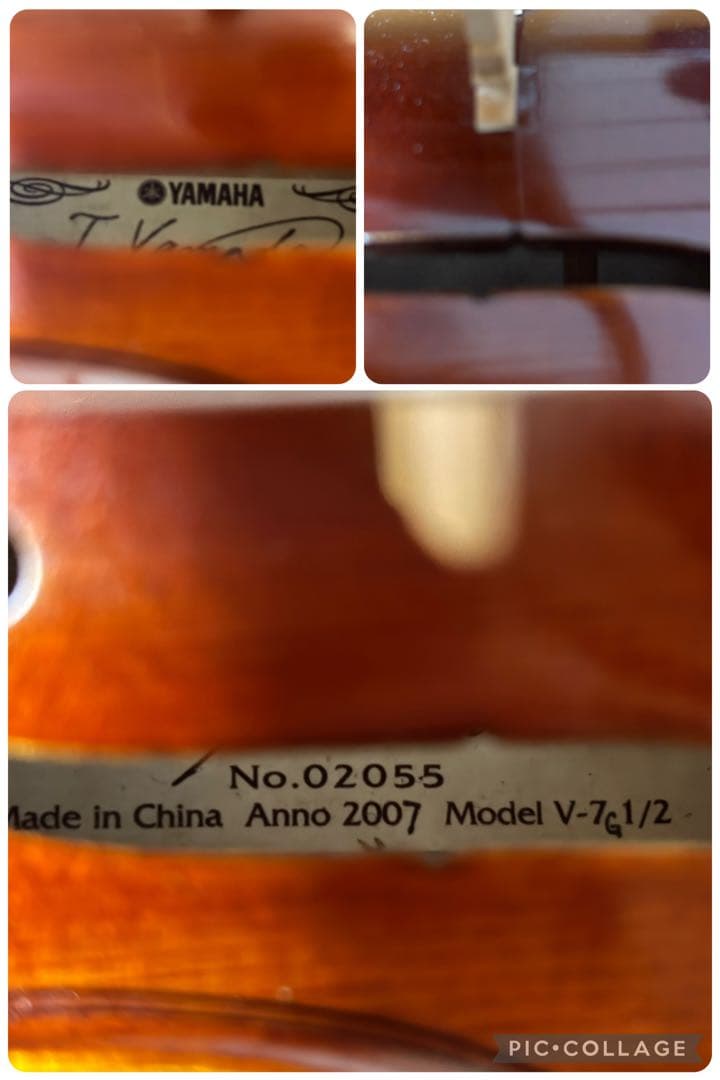 YAMAHA
No.02055
Made in China Anno 2007 Model V-7G1/2
PIC•COLLAGE